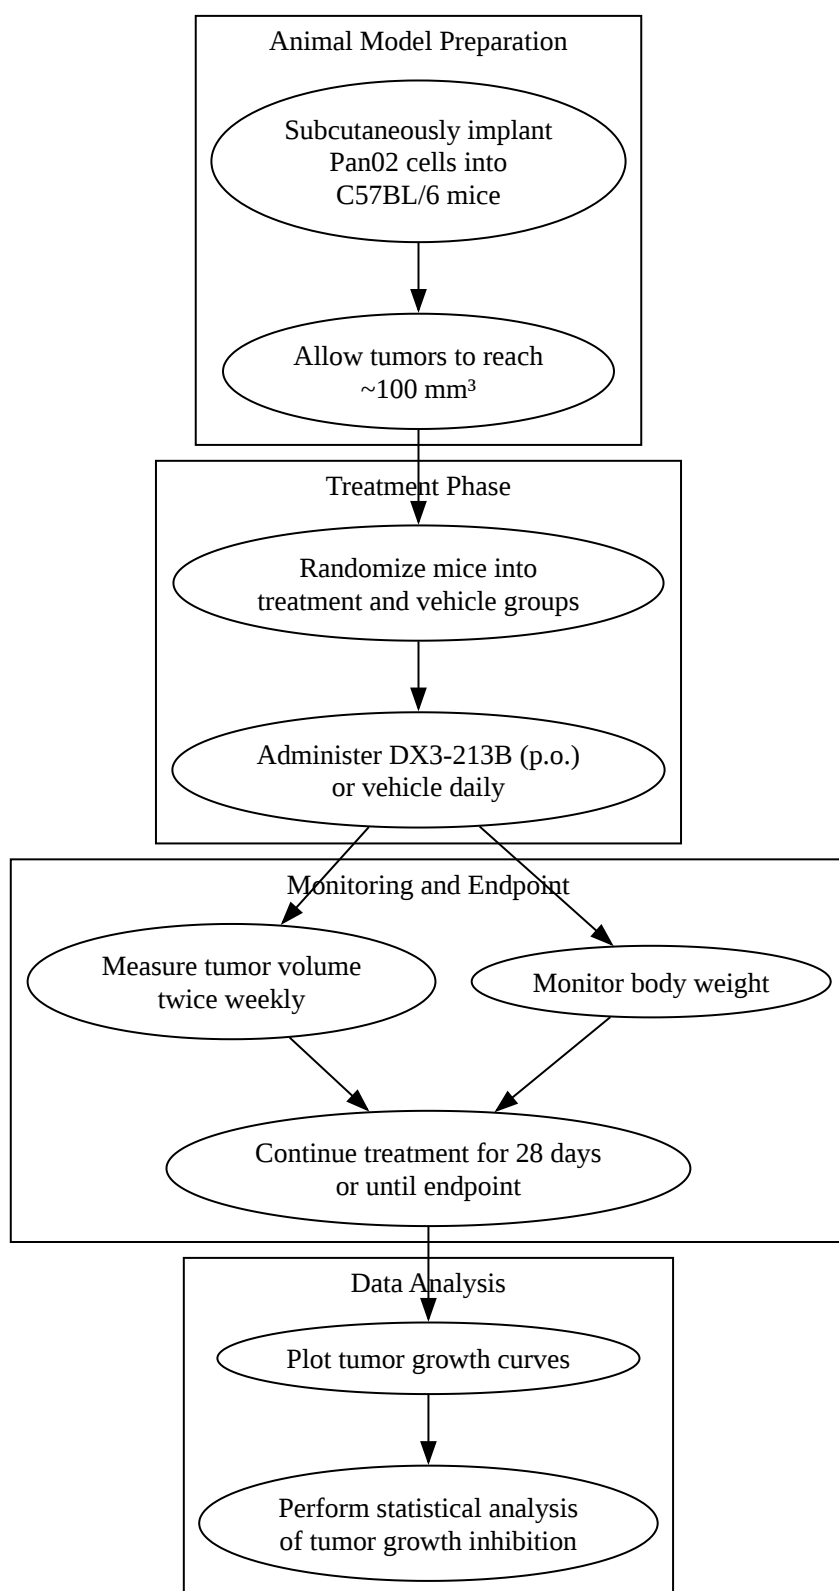 Animal Model Preparation
Subcutaneously implant
Pan02 cells into
C57BL/6 mice
Allow tumors to reach
~100 mm³
Treatment Phase
Randomize mice into
treatment and vehicle groups
Administer DX3-213B (p.o.)
or vehicle daily
Monitoring and Endpoint
Measure tumor volume
twice weekly
Monitor body weight
Continue treatment for 28 days
or until endpoint
Data Analysis
Plot tumor growth curves
Perform statistical analysis
of tumor growth inhibition